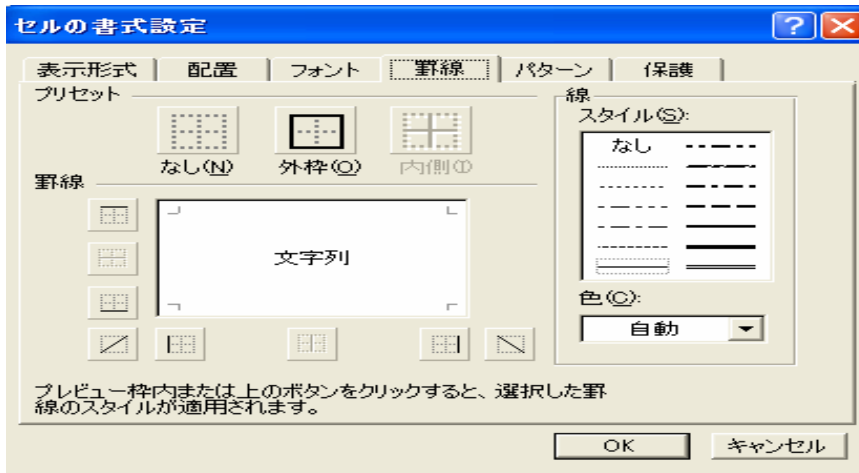 セルの書式設定
表示形式 配置 フォント 罫線 パターン 保護
プリセット
なし(N) 外枠(O) 内側(I)
罫線
文字列
線
スタイル(S):
なし
色(C):
自動
プレビュー枠内または上のボタンをクリックすると、選択した罫
線のスタイルが適用されます。
OK キャンセル